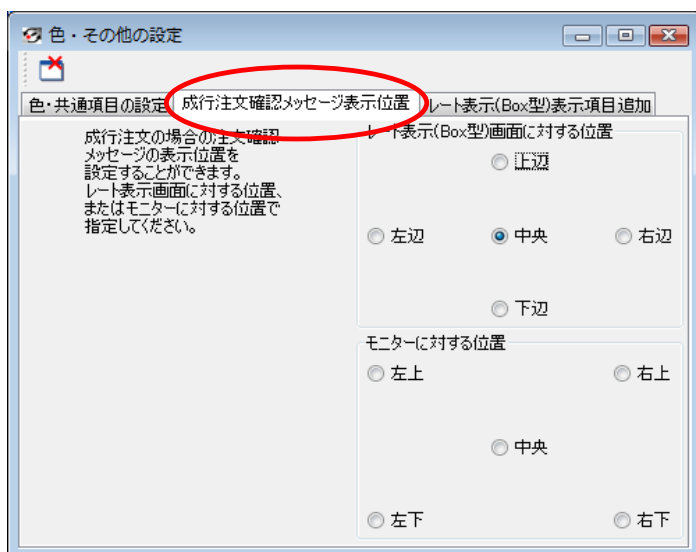 色・その他の設定
色・共通項目の設定 成行注文確認メッセージ表示位置 レート表示(Box型)表示項目追加
成行注文の場合の注文確認
メッセージの表示位置を
設定することができます。
レート表示画面に対する位置、
またはモニターに対する位置で
指定してください。
レート表示(Box型)画面に対する位置
上辺
左辺 中央 右辺
下辺
モニターに対する位置
左上 右上
中央
左下 右下